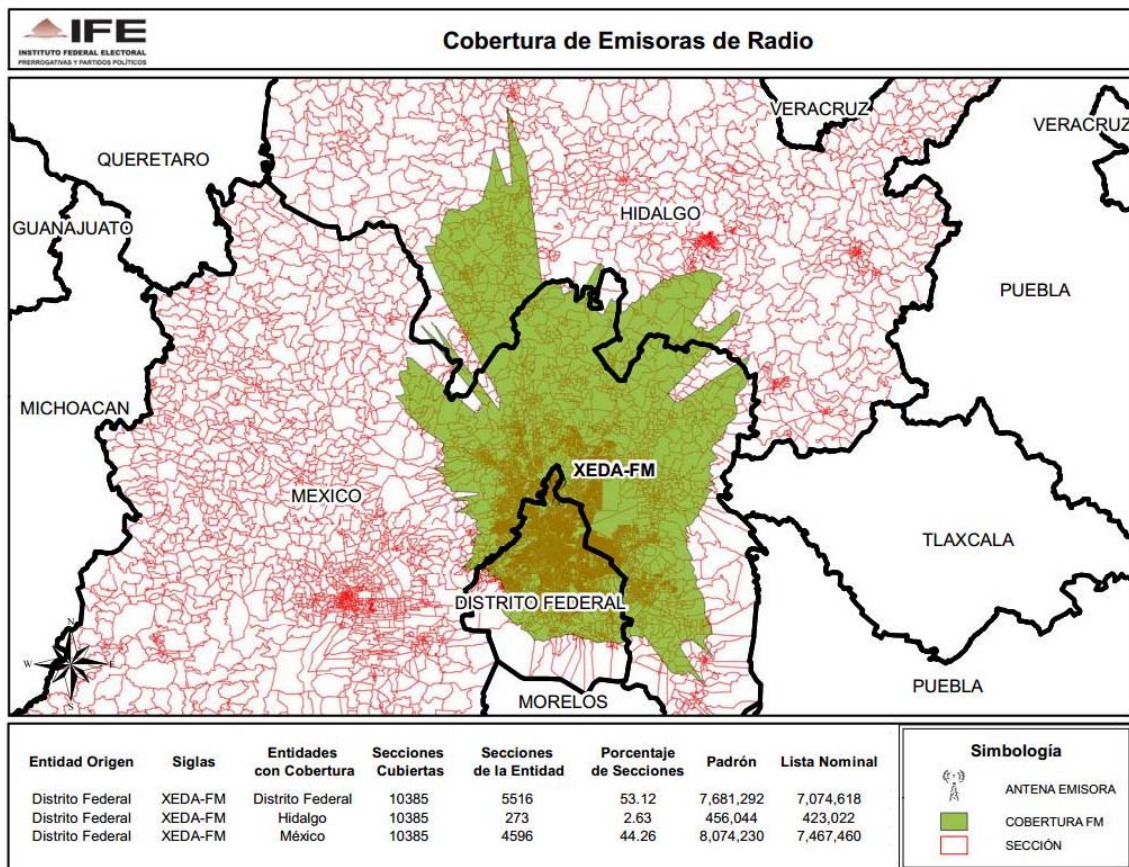 IFE
INSTITUTO FEDERAL ELECTORAL
PRERROGATIVAS Y PARTIDOS POLÍTICOS
Cobertura de Emisoras de Radio
VERACRUZ
VERACRUZ
QUERETARO
HIDALGO
GUANAJUATO
PUEBLA
MICHOACAN
XEDA-FM
MEXICO
TLAXCALA
DISTRITO FEDERAL
N
W E
S
PUEBLA
MORELOS
Entidad Origen Siglas Entidades con Cobertura Secciones Cubiertas Secciones de la Entidad Porcentaje de Secciones Padrón Lista Nominal
Distrito Federal XEDA-FM Distrito Federal 10385 5516 53.12 7,681,292 7,074,618
Distrito Federal XEDA-FM Hidalgo 10385 273 2.63 456,044 423,022
Distrito Federal XEDA-FM México 10385 4596 44.26 8,074,230 7,467,460
Simbología
ANTENA EMISORA
COBERTURA FM
SECCIÓN